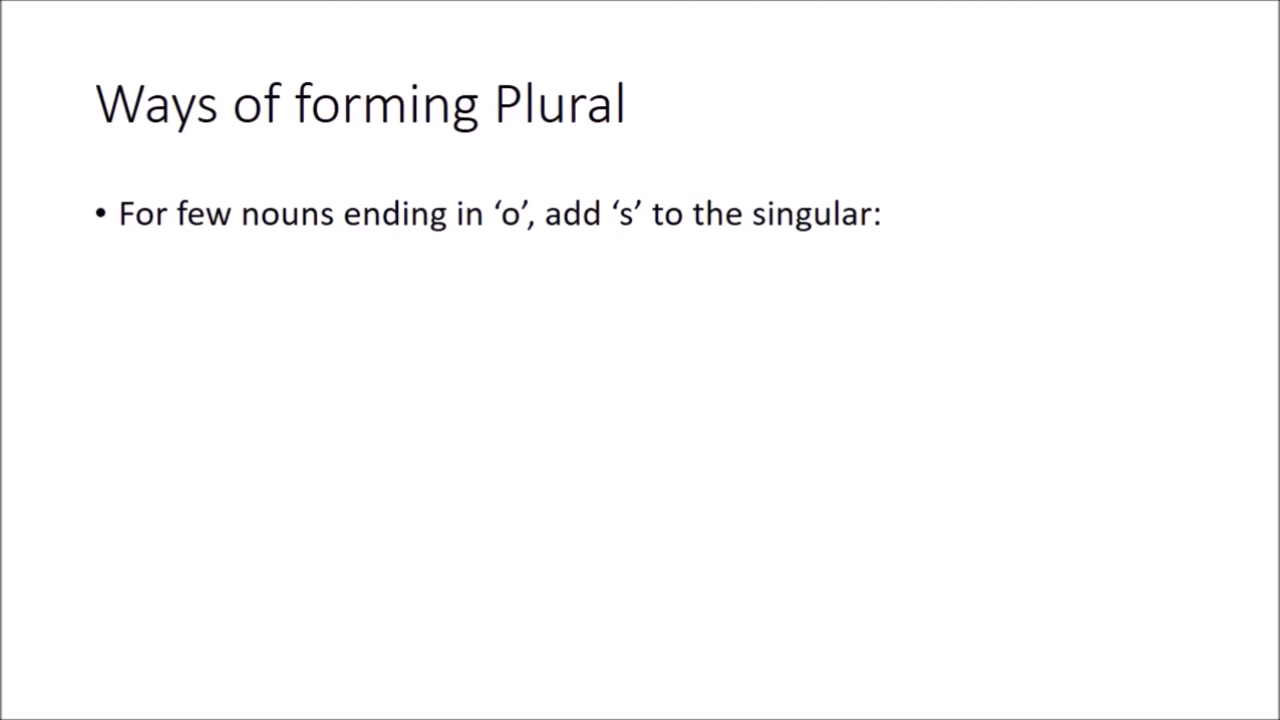 Ways of forming Plural
• For few nouns ending in ‘o’, add ‘s’ to the singular: